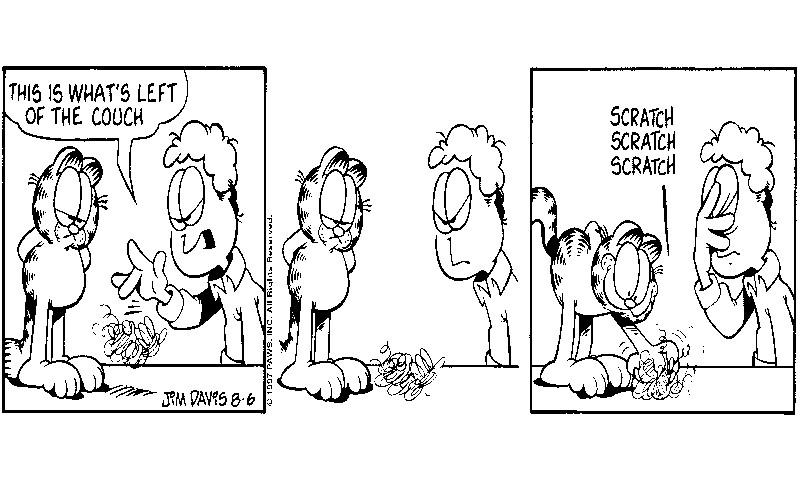 THIS IS WHAT'S LEFT
OF THE COUCH
JIM DAVIS 8-6
© 1997 PAWS, INC. All Rights Reserved.
SCRATCH
SCRATCH
SCRATCH